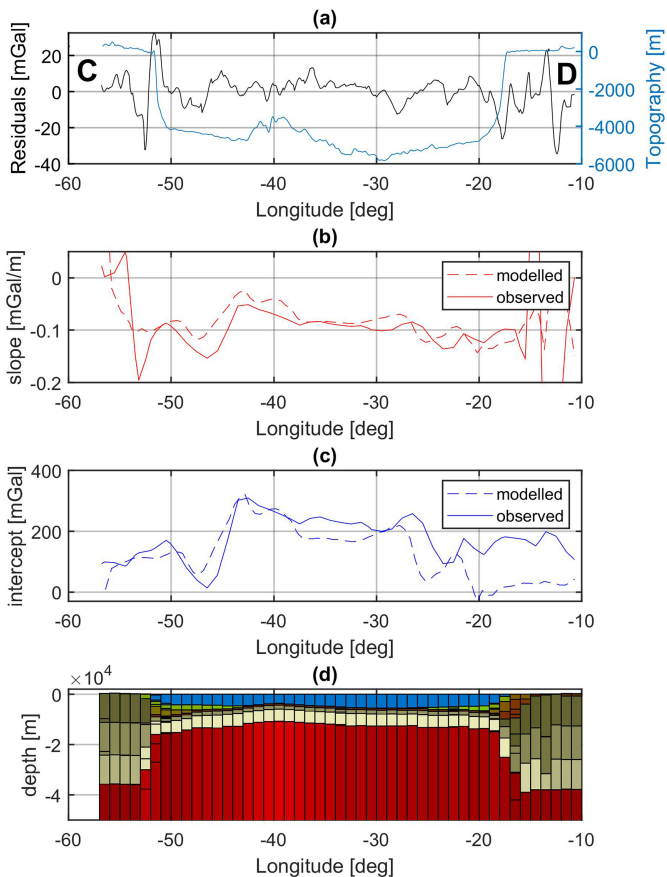 (a)
Residuals [mGal]
20
0
-20
-40
C
D
0
-2000
-4000
-6000
Topography [m]
-60 -50 -40 -30 -20 -10
Longitude [deg]
(b)
slope [mGal/m]
0
-0.1
-0.2
modelled
observed
-60 -50 -40 -30 -20 -10
Longitude [deg]
(c)
intercept [mGal]
400
200
0
modelled
observed
-60 -50 -40 -30 -20 -10
Longitude [deg]
(d)
×10⁴
depth [m]
0
-2
-4
-60 -50 -40 -30 -20 -10
Longitude [deg]